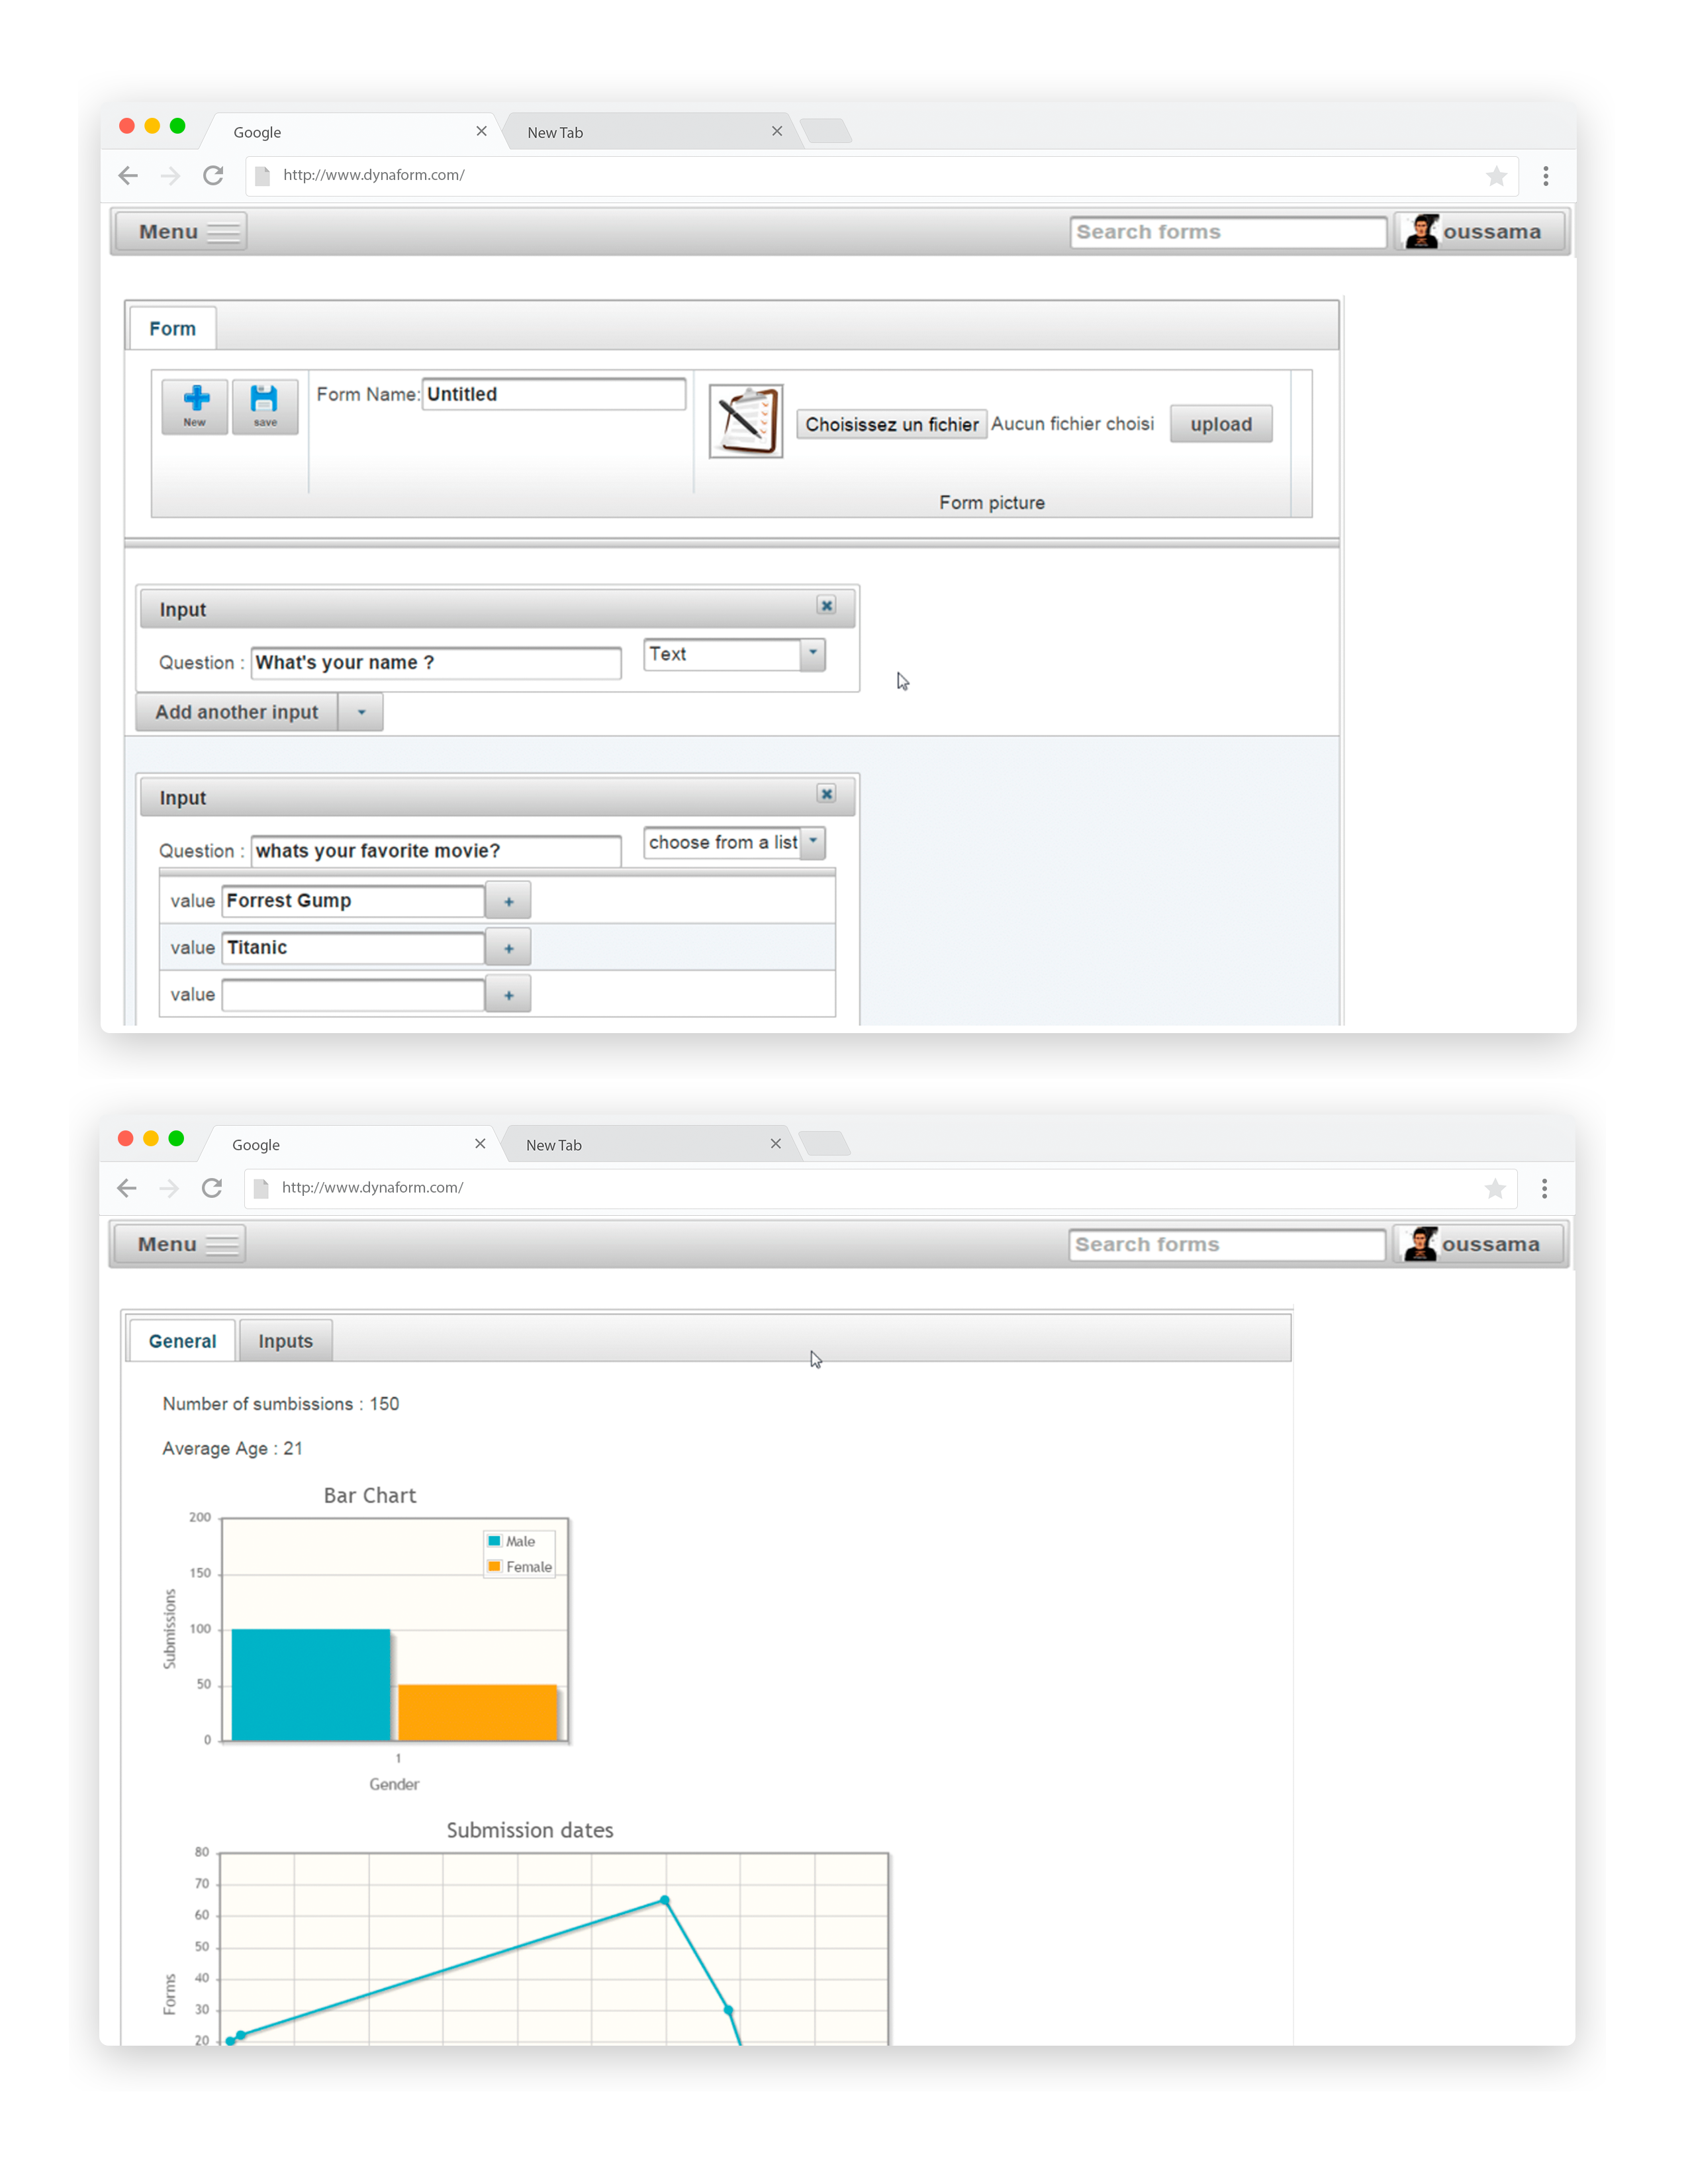 Google
New Tab
http://www.dynaform.com/
Menu
Search forms
oussama
Form
New
save
Form Name:
Untitled
Choisissez un fichier
Aucun fichier choisi
upload
Form picture
Input
Question :
What's your name ?
Text
Add another input
Input
Question :
whats your favorite movie?
choose from a list
value
Forrest Gump
+
value
Titanic
+
value
+
Google
New Tab
http://www.dynaform.com/
Menu
Search forms
oussama
General
Inputs
Number of sumbissions : 150
Average Age : 21
Bar Chart
200
150
100
50
0
Submissions
Male
Female
1
Gender
Submission dates
80
70
60
50
40
30
20
Forms